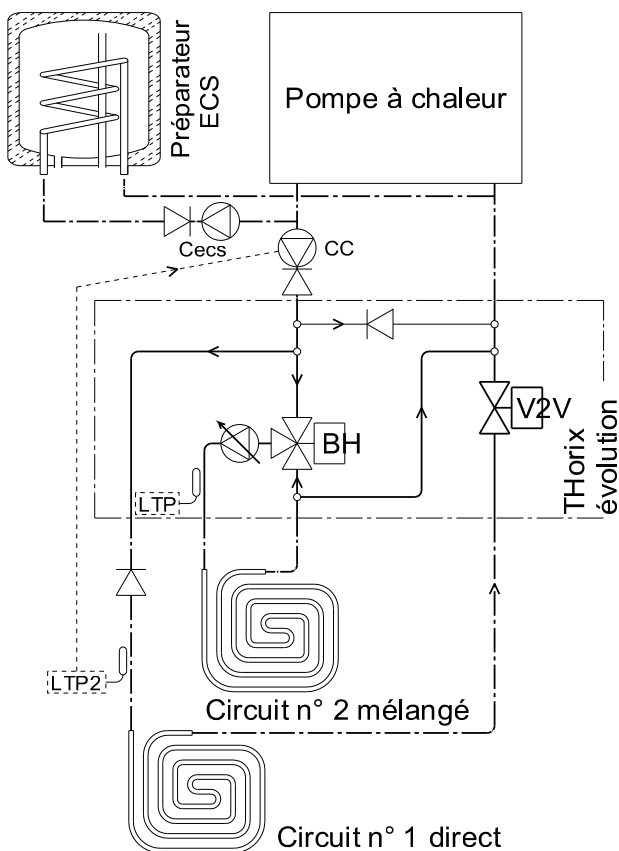 Préparateur
ECS
Pompe à chaleur
Cecs
CC
V2V
BH
THorix
évolution
LTP
LTP2
Circuit n° 2 mélangé
Circuit n° 1 direct